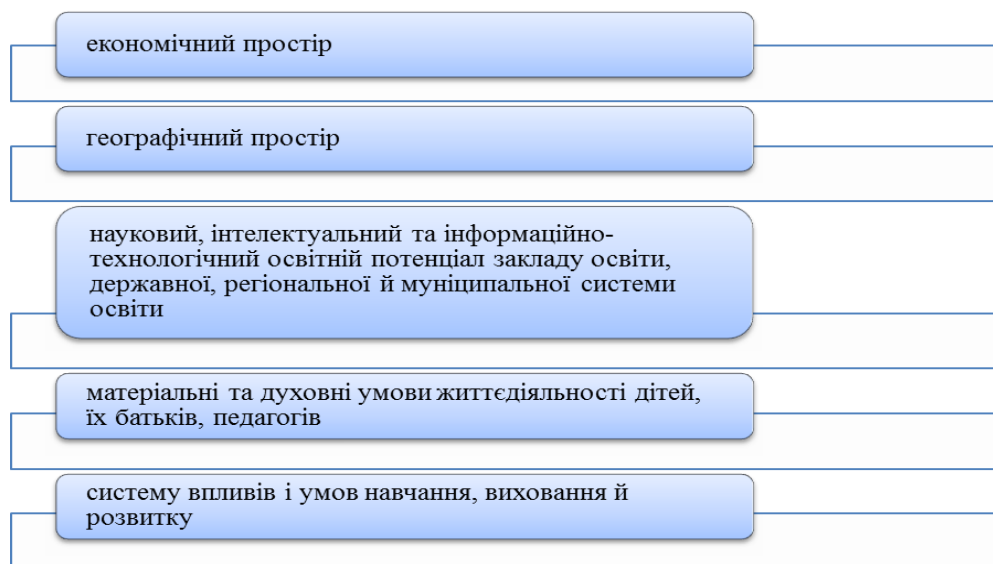 економічний простір
географічний простір
науковий, інтелектуальний та інформаційно-
технологічний освітній потенціал закладу освіти,
державної, регіональної й муніципальної системи
освіти
матеріальні та духовні умови життєдіяльності дітей,
їх батьків, педагогів
систему впливів і умов навчання, виховання й
розвитку